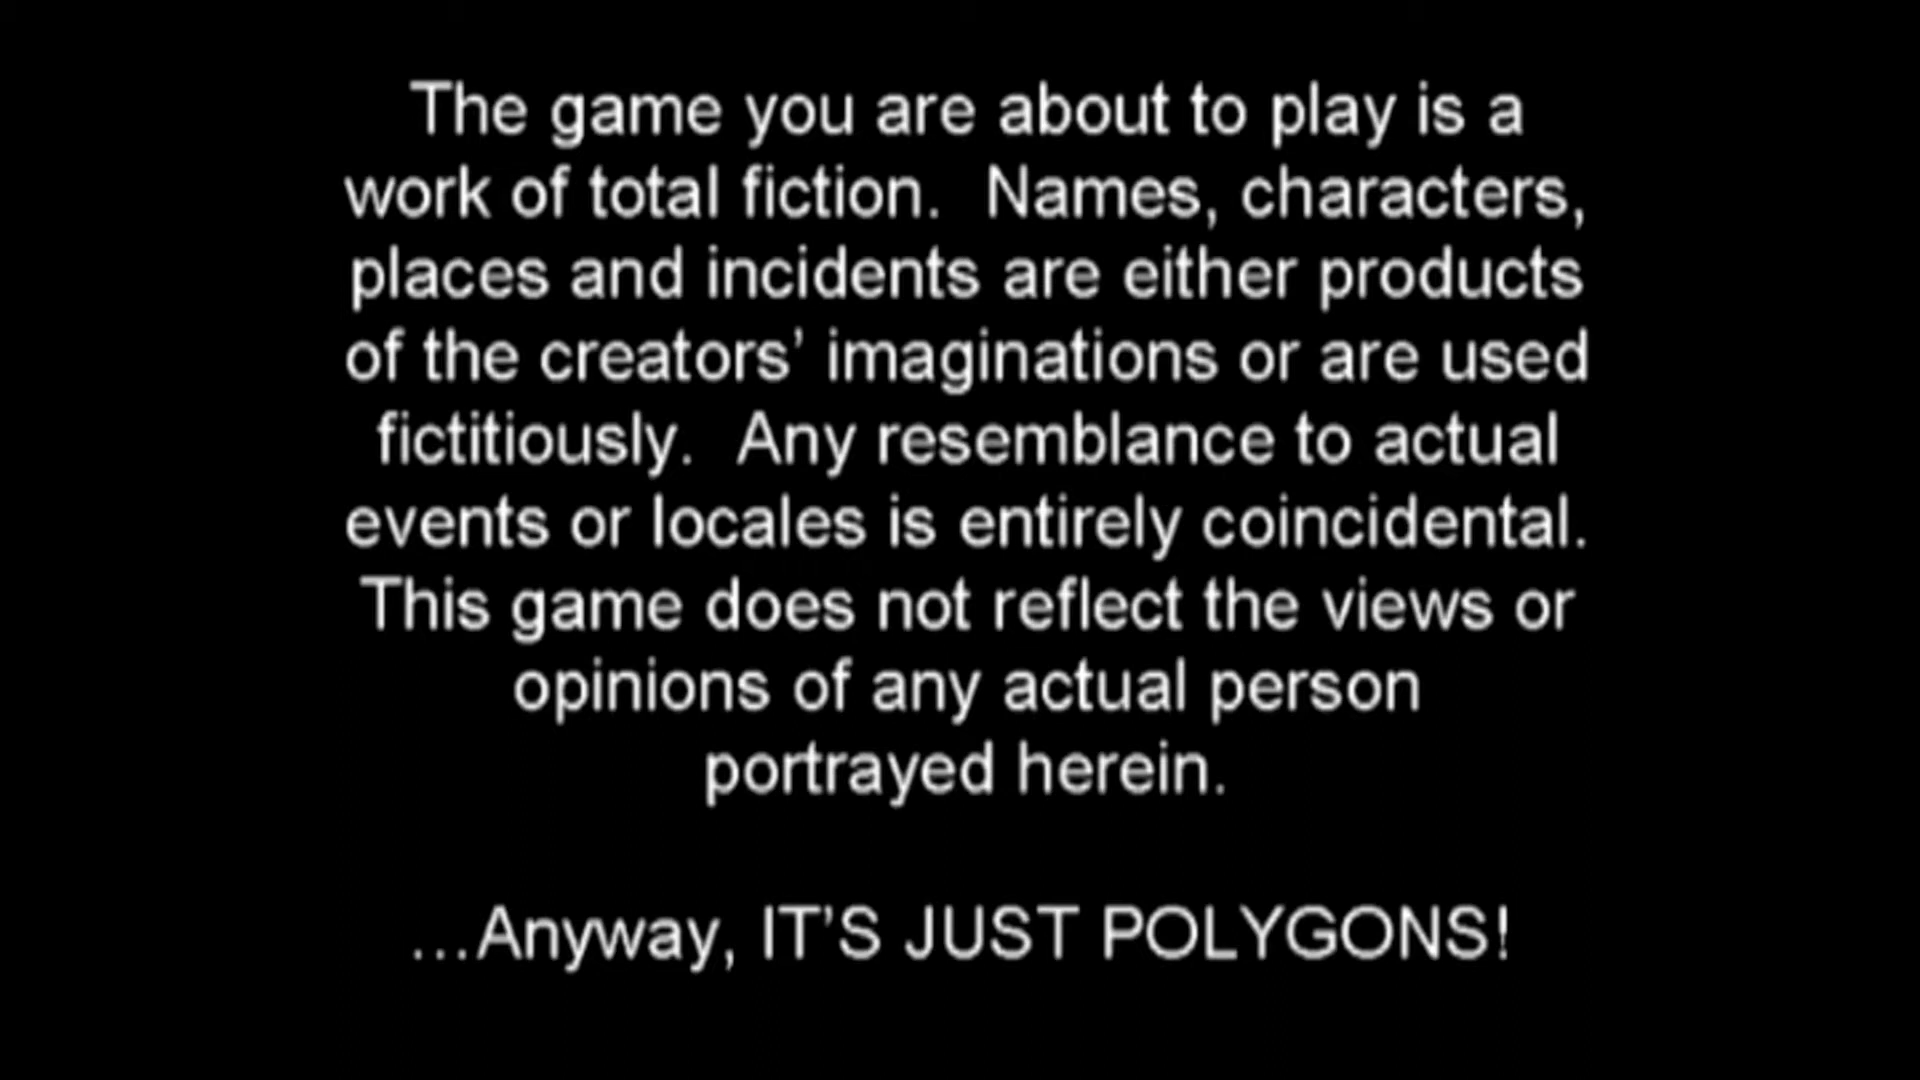 The game you are about to play is a
work of total fiction.  Names, characters,
places and incidents are either products
of the creators’ imaginations or are used
fictitiously.  Any resemblance to actual
events or locales is entirely coincidental.
This game does not reflect the views or
opinions of any actual person
portrayed herein.
...Anyway, IT’S JUST POLYGONS!